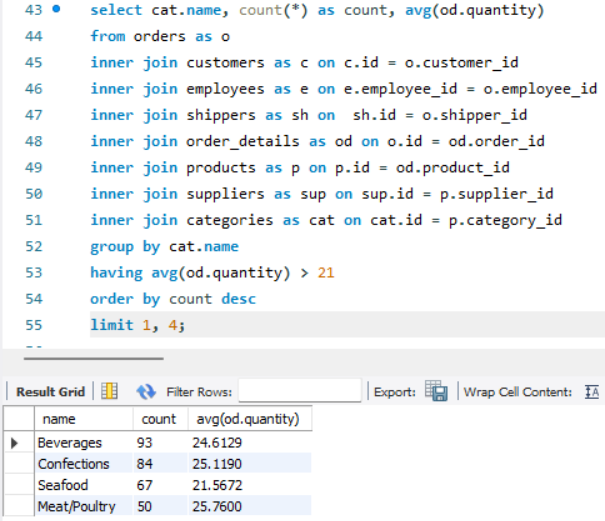 43 select cat.name, count(*) as count, avg(od.quantity)
44 from orders as o
45 inner join customers as c on c.id = o.customer_id
46 inner join employees as e on e.employee_id = o.employee_id
47 inner join shippers as sh on  sh.id = o.shipper_id
48 inner join order_details as od on o.id = od.order_id
49 inner join products as p on p.id = od.product_id
50 inner join suppliers as sup on sup.id = p.supplier_id
51 inner join categories as cat on cat.id = p.category_id
52 group by cat.name
53 having avg(od.quantity) > 21
54 order by count desc
55 limit 1, 4;
Result Grid Filter Rows: Export: Wrap Cell Content: IA
name count avg(od.quantity)
Beverages 93 24.6129
Confections 84 25.1190
Seafood 67 21.5672
Meat/Poultry 50 25.7600